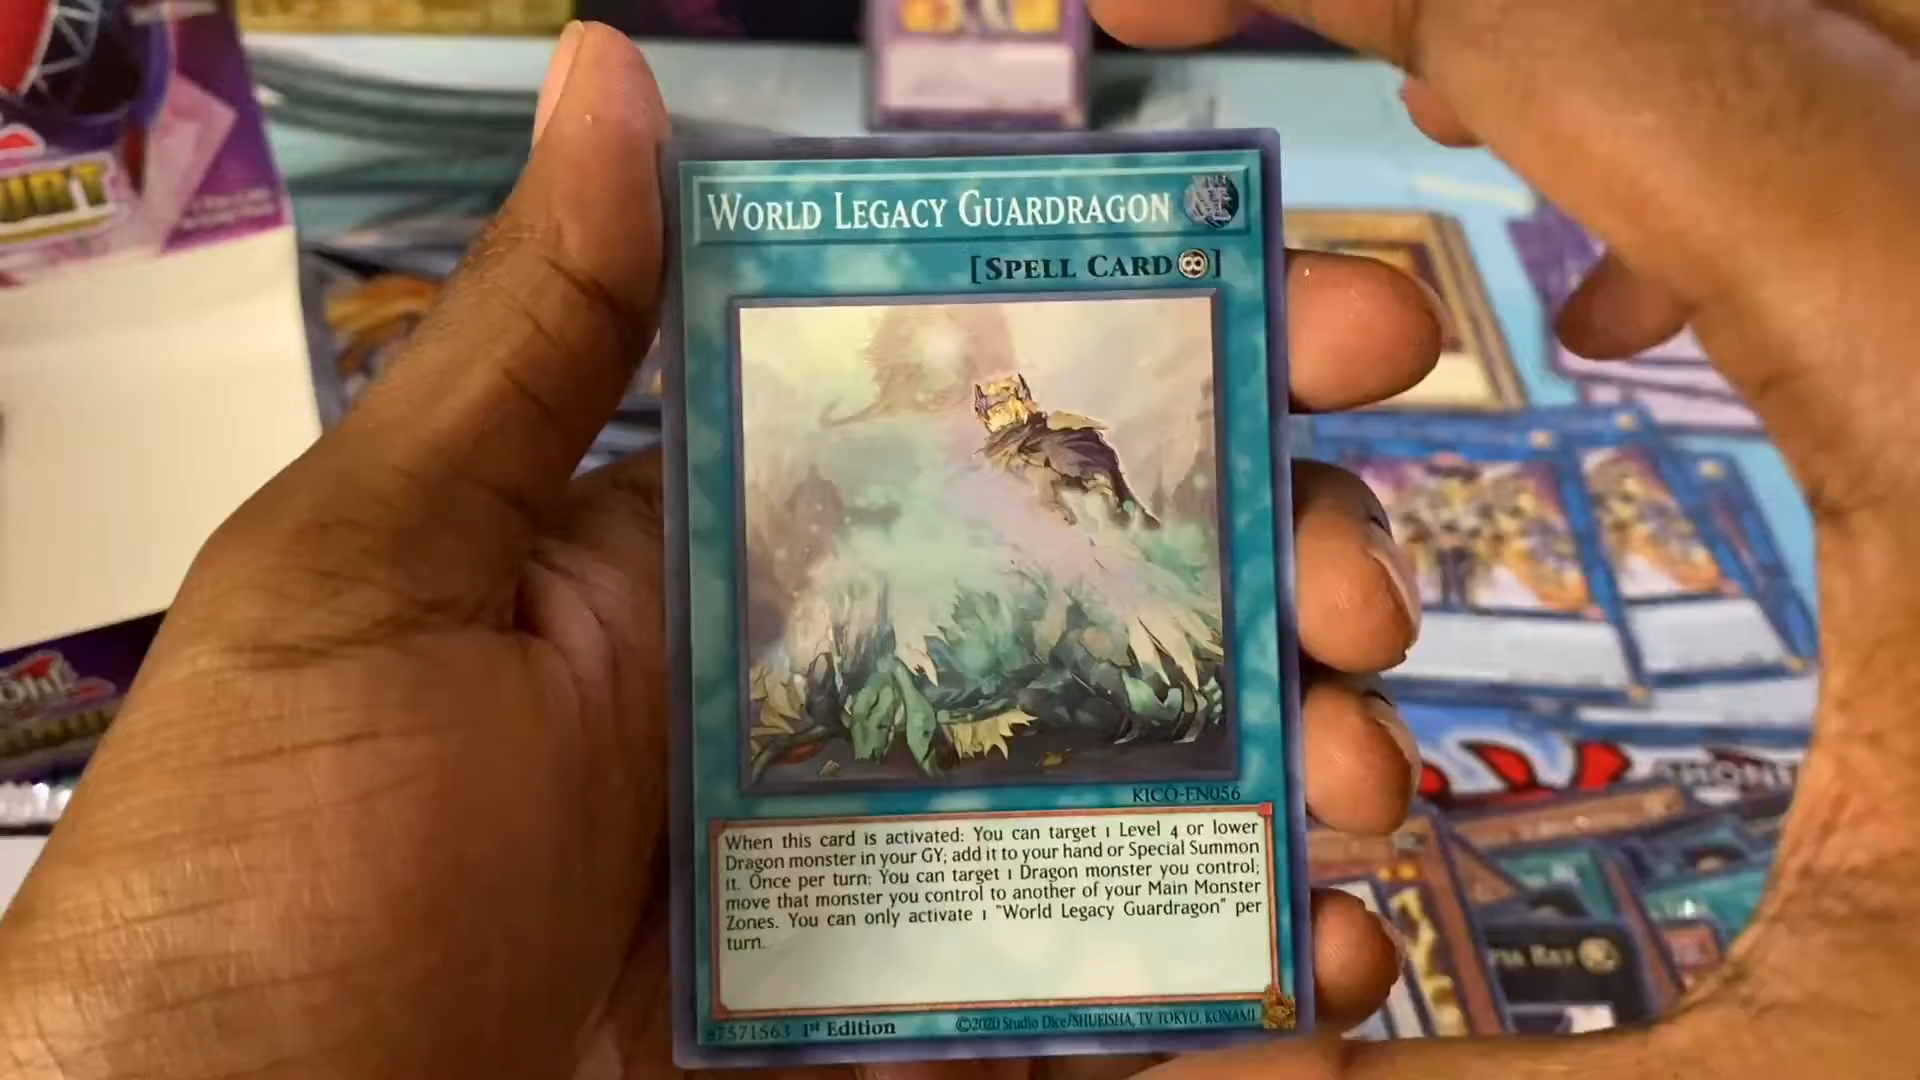 World Legacy Guardragon
[Spell Card]
KICO-EN056
When this card is activated: You can target 1 Level 4 or lower
Dragon monster in your GY; add it to your hand or Special Summon
it. Once per turn: You can target 1 Dragon monster you control;
move that monster you control to another of your Main Monster
Zones. You can only activate 1 "World Legacy Guardragon" per
turn.
87571563 1st Edition
©2020 Studio Dice/SHUEISHA, TV TOKYO, KONAMI